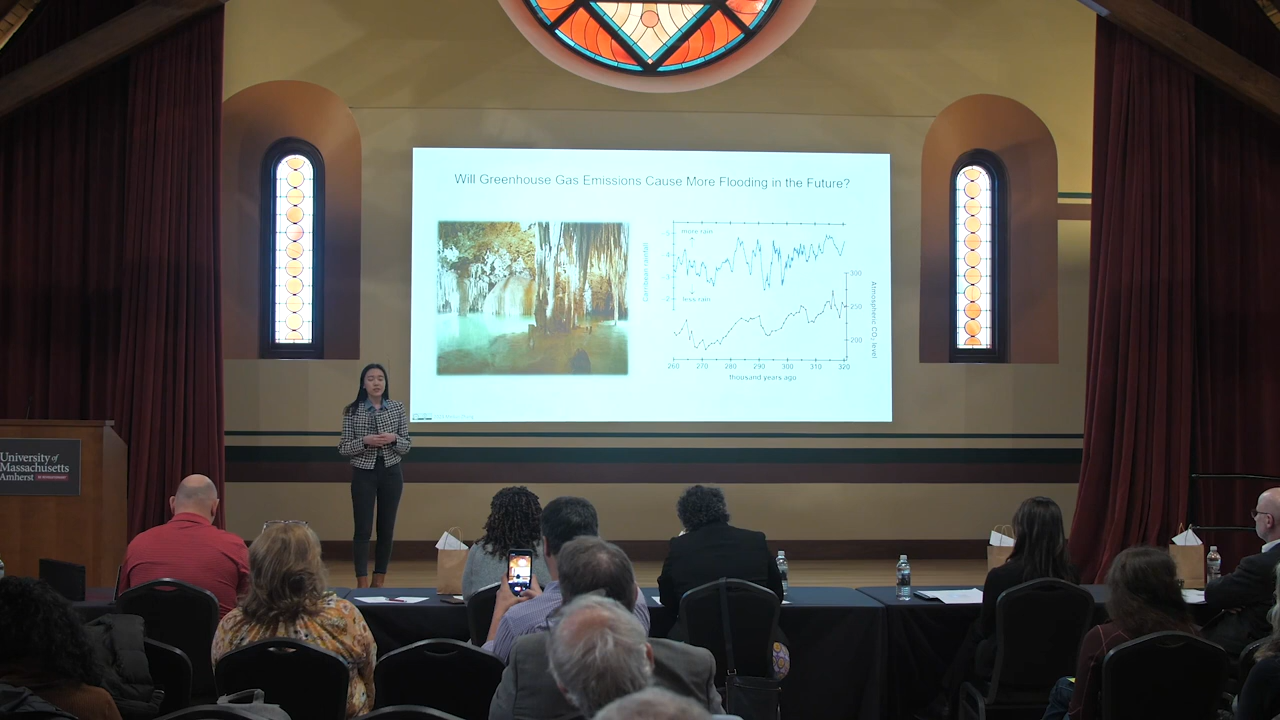 Will Greenhouse Gas Emissions Cause More Flooding in the Future?
more rain
Caribbean rainfall
less rain
300
250
200
Atmospheric CO₂ level
260 270 280 290 300 310 320
thousand years ago
University of
Massachusetts
Amherst